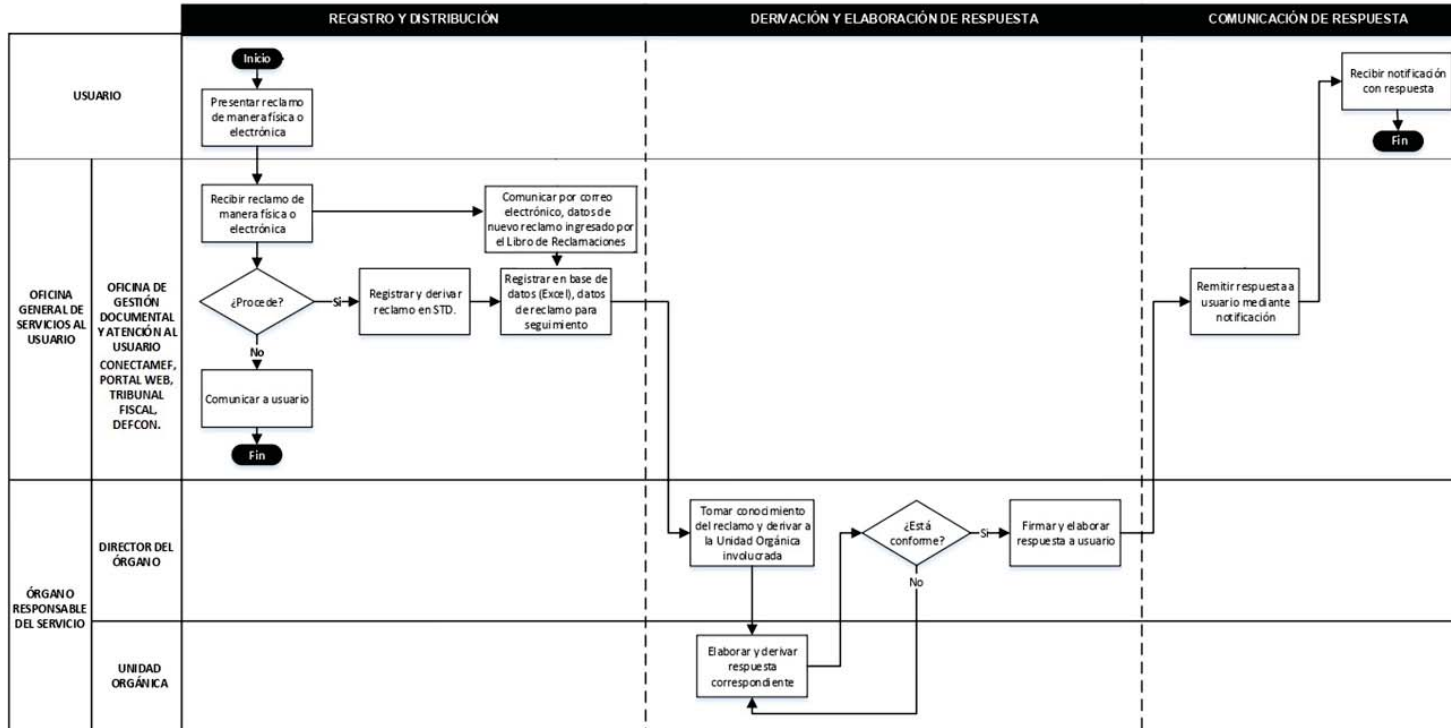 REGISTRO Y DISTRIBUCIÓN
DERIVACIÓN Y ELABORACIÓN DE RESPUESTA
COMUNICACIÓN DE RESPUESTA
USUARIO
Inicio
Presentar reclamo
de manera física o
electrónica
Recibir notificación
con respuesta
Fin
OFICINA
GENERAL DE
SERVICIOS AL
USUARIO
OFICINA DE
GESTIÓN
DOCUMENTAL
Y ATENCIÓN AL
USUARIO
CONECTAMEF,
PORTAL WEB,
TRIBUNAL
FISCAL,
DEFCON.
Recibir reclamo de
manera física o
electrónica
Comunicar por correo
electrónico, datos de
nuevo reclamo ingresado por
el Libro de Reclamaciones
¿Procede?
Si
Registrar y derivar
reclamo en STD.
Registrar en base de
datos (Excel), datos
de reclamo para
seguimiento
No
Comunicar a usuario
Fin
Remitir respuesta a
usuario mediante
notificación
ÓRGANO
RESPONSABLE
DEL SERVICIO
DIRECTOR DEL
ÓRGANO
Tomar conocimiento
del reclamo y derivar a
la Unidad Orgánica
involucrada
¿Está
conforme?
Si
Firmar y elaborar
respuesta a usuario
No
UNIDAD
ORGÁNICA
Elaborar y derivar
respuesta
correspondiente